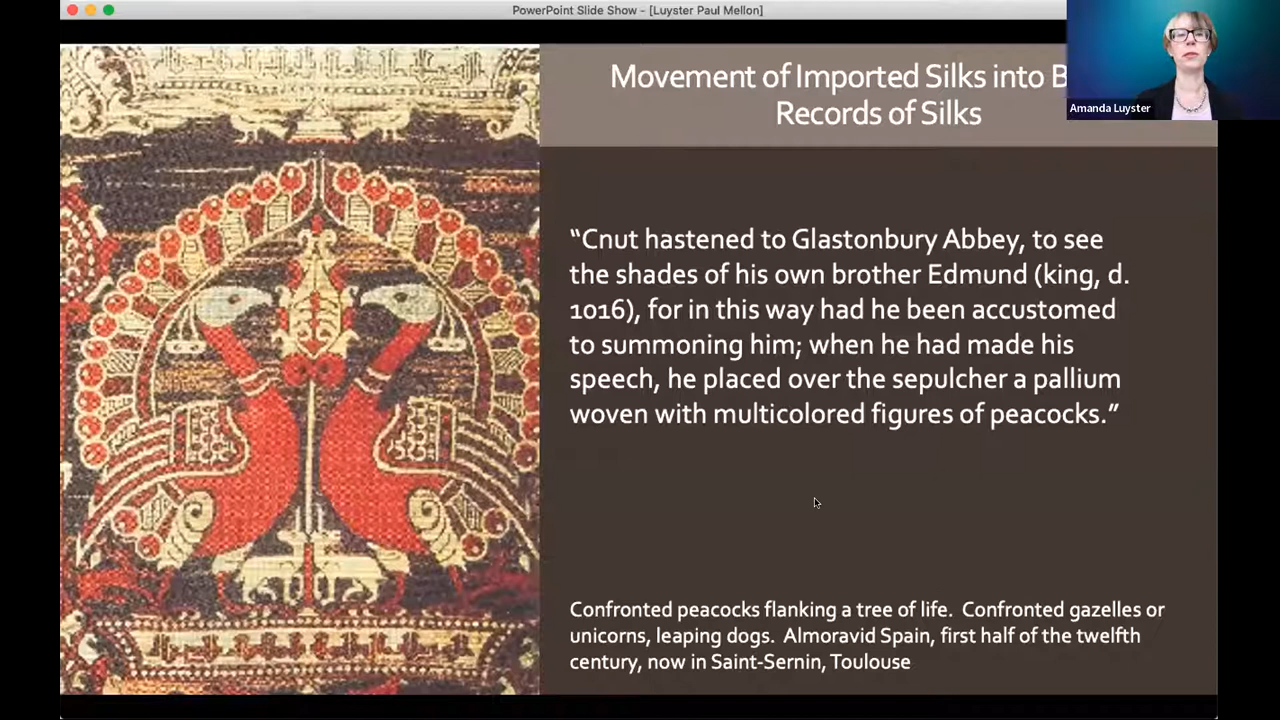 PowerPoint Slide Show - [Luyster Paul Mellon]
Movement of Imported Silks into
Records of Silks
Amanda Luyster
“Cnut hastened to Glastonbury Abbey, to see
the shades of his own brother Edmund (king, d.
1016), for in this way had he been accustomed
to summoning him; when he had made his
speech, he placed over the sepulcher a pallium
woven with multicolored figures of peacocks.”
Confronted peacocks flanking a tree of life.  Confronted gazelles or
unicorns, leaping dogs.  Almoravid Spain, first half of the twelfth
century, now in Saint-Sernin, Toulouse